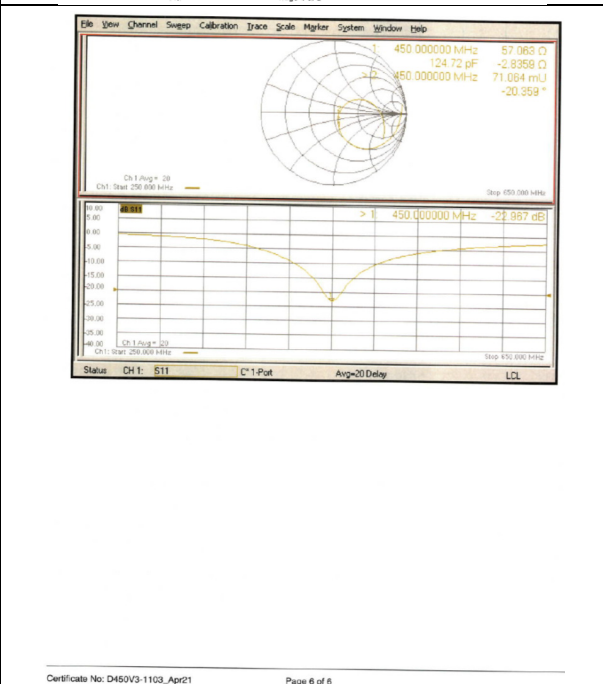 File View Channel Sweep Calibration Trace Scale Marker System Window Help
1 450.000000 MHz 57.063 Ω
124.72 pF -2.8359 Ω
> 2 450.000000 MHz 71.064 mU
-20.359 °
Ch 1 Avg = 20
Ch1: Start 250.000 MHz
Stop 650.000 MHz
10.00 dB S11
> 1 450.000000 MHz -22.967 dB
5.00
0.00
-5.00
-10.00
-15.00
-20.00
-25.00
-30.00
-35.00
-40.00 Ch 1 Avg = 20
Ch1: Start 250.000 MHz
Stop 650.000 MHz
Status CH 1: S11 C* 1-Port Avg=20 Delay LCL
Certificate No: D450V3-1103_Apr21 Page 6 of 6